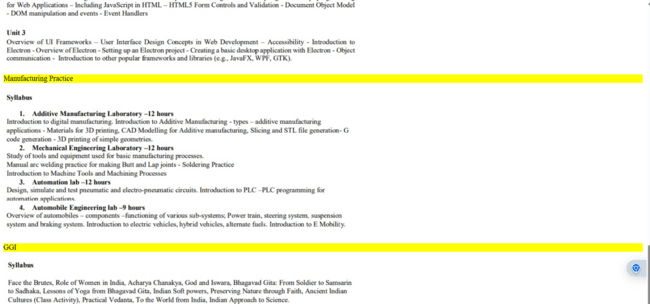 for Web Applications – Including JavaScript in HTML – HTML5 Form Controls and Validation - Document Object Model
- DOM manipulation and events - Event Handlers
Unit 3
Overview of UI Frameworks – User Interface Design Concepts in Web Development – Accessibility - Introduction to
Electron - Overview of Electron - Setting up an Electron project - Creating a basic desktop application with Electron - Object
communication - Introduction to other popular frameworks and libraries (e.g., JavaFX, WPF, GTK).
Manufacturing Practice
Syllabus
1. Additive Manufacturing Laboratory –12 hours
Introduction to digital manufacturing. Introduction to Additive Manufacturing - types – additive manufacturing
applications - Materials for 3D printing, CAD Modelling for Additive manufacturing, Slicing and STL file generation- G
code generation - 3D printing of simple geometries.
2. Mechanical Engineering Laboratory –12 hours
Study of tools and equipment used for basic manufacturing processes.
Manual arc welding practice for making Butt and Lap joints - Soldering Practice
Introduction to Machine Tools and Machining Processes
3. Automation lab –12 hours
Design, simulate and test pneumatic and electro-pneumatic circuits. Introduction to PLC –PLC programming for
automation applications.
4. Automobile Engineering lab –9 hours
Overview of automobiles – components –functioning of various sub-systems; Power train, steering system, suspension
system and braking system. Introduction to electric vehicles, hybrid vehicles, alternate fuels. Introduction to E Mobility.
GGI
Syllabus
Face the Brutes, Role of Women in India, Acharya Chanakya, God and Iswara, Bhagavad Gita: From Soldier to Samsarin
to Sadhaka, Lessons of Yoga from Bhagavad Gita, Indian Soft powers, Preserving Nature through Faith, Ancient Indian
Cultures (Class Activity), Practical Vedanta, To the World from India, Indian Approach to Science.